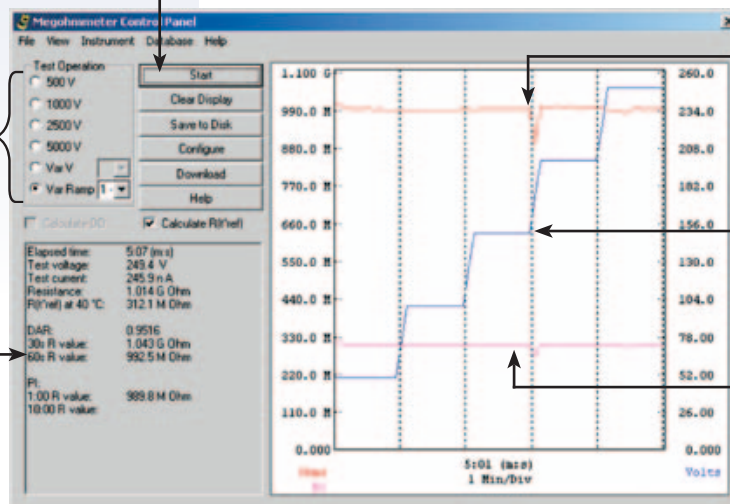 Megohmmeter Control Panel
File View Instrument Database Help
Test Operation
500 V
1000 V
2500 V
5000 V
Var V
Var Ramp 1 -
Start
Clear Display
Save to Disk
Configure
Download
Help
Calculate DD
Calculate R(t°ref)
Elapsed time: 5:07 (m:s)
Test voltage: 249.4 V
Test current: 245.9 n A
Resistance: 1.014 G Ohm
R(t°ref) at 40 °C: 312.1 M Ohm
DAR: 0.9516
30s R value: 1.043 G Ohm
60s R value: 992.5 M Ohm
PI:
1:00 R value: 989.8 M Ohm
10:00 R value:
1.100 G
990.0 M
880.0 M
770.0 M
660.0 M
550.0 M
440.0 M
330.0 M
220.0 M
110.0 M
0.000
260.0
234.0
208.0
182.0
156.0
130.0
104.0
78.00
52.00
26.00
0.000
5:01 (m:s)
1 Min/Div
Ohms
Volts